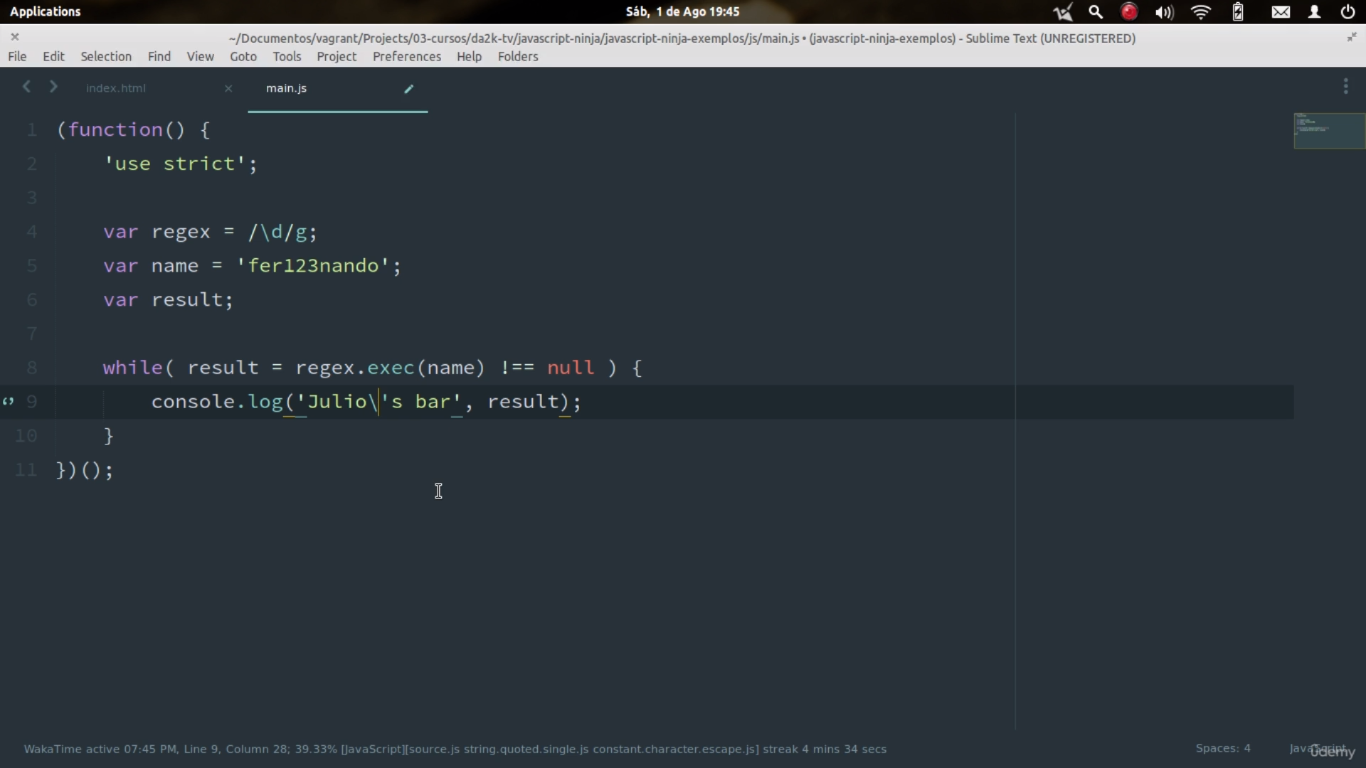 Applications
Sáb, 1 de Ago 19:45
~/Documentos/vagrant/Projects/03-cursos/da2k-tv/javascript-ninja/javascript-ninja-exemplos/js/main.js • (javascript-ninja-exemplos) - Sublime Text (UNREGISTERED)
File Edit Selection Find View Goto Tools Project Preferences Help Folders
index.html main.js
1 (function() {
2     'use strict';
3
4     var regex = /\d/g;
5     var name = 'fer123nando';
6     var result;
7
8     while( result = regex.exec(name) !== null ) {
9         console.log('Julio\'s bar', result);
10     }
11 })();
WakaTime active 07:45 PM, Line 9, Column 28; 39.33% [JavaScript][source.js string.quoted.single.js constant.character.escape.js] streak 4 mins 34 secs
Spaces: 4
JavaScript
ûdemy